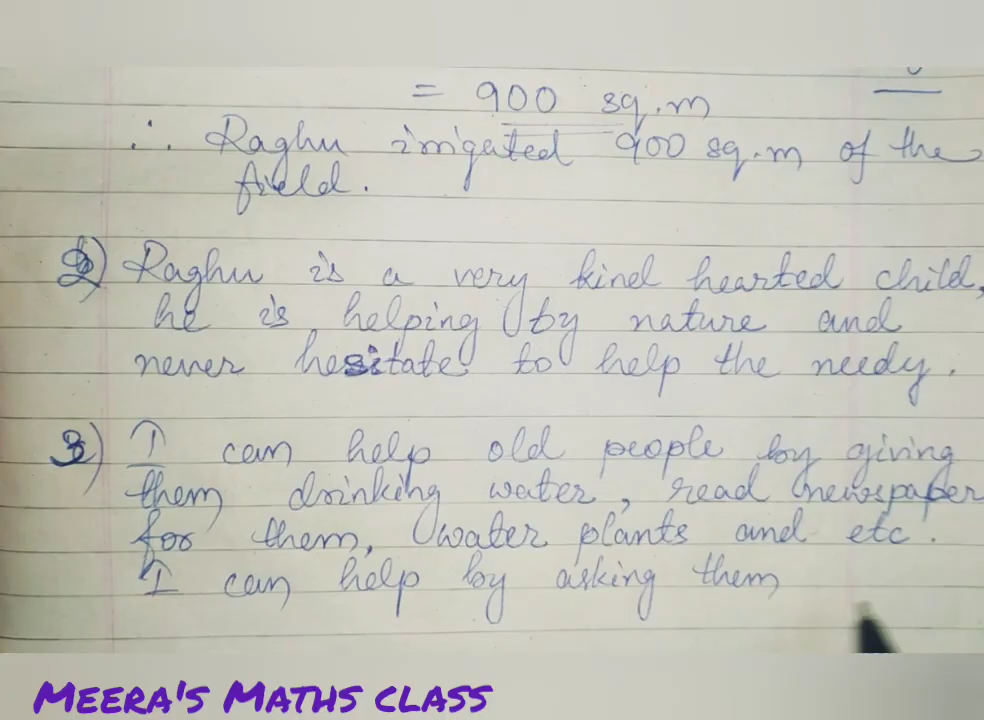 = 900 sq.m
∴ Raghu irrigated 900 sq.m of the
field.
2) Raghu is a very kind hearted child,
he is helping by nature and
never hesitate to help the needy.
3) I can help old people by giving
them drinking water, read newspaper
for them, water plants and etc.
I can help by asking them
MEERA'S MATHS CLASS